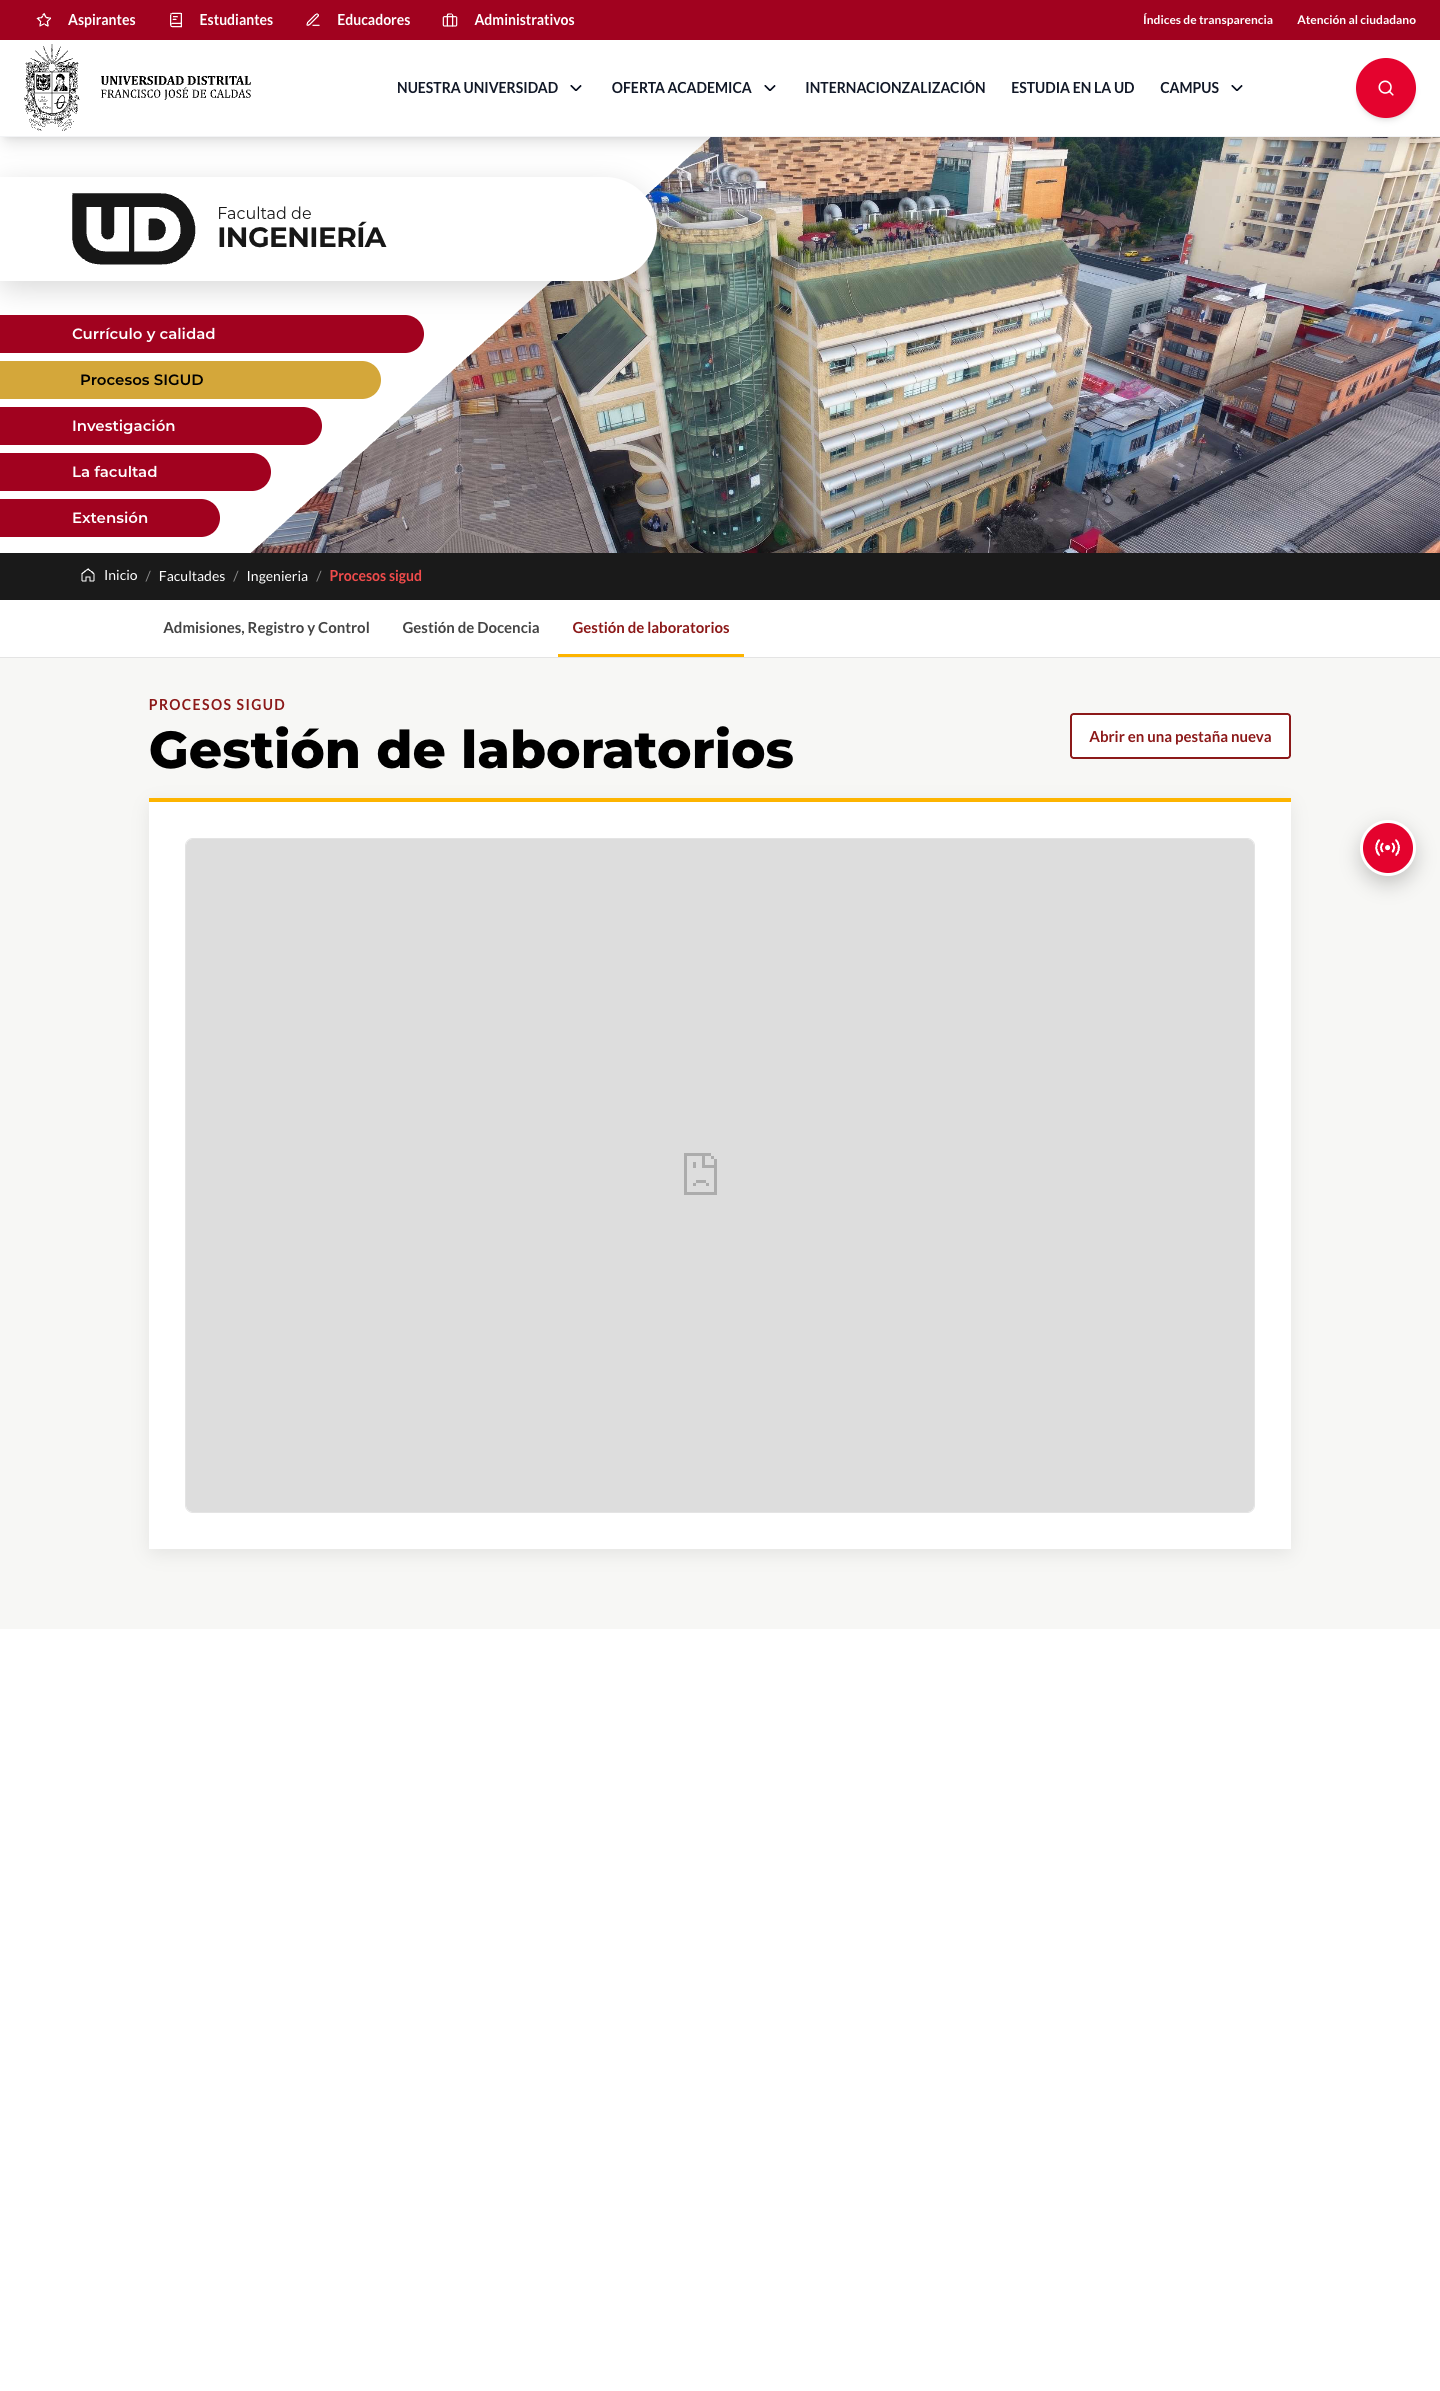 Aspirantes
Estudiantes
Educadores
Administrativos
Índices de transparencia
Atención al ciudadano
UNIVERSIDAD DISTRITAL
FRANCISCO JOSÉ DE CALDAS
NUESTRA UNIVERSIDAD
OFERTA ACADEMICA
INTERNACIONZALIZACIÓN
ESTUDIA EN LA UD
CAMPUS
UD
Facultad de
INGENIERÍA
Currículo y calidad
Procesos SIGUD
Investigación
La facultad
Extensión
Inicio / Facultades / Ingenieria / Procesos sigud
Admisiones, Registro y Control
Gestión de Docencia
Gestión de laboratorios
PROCESOS SIGUD
Gestión de laboratorios
Abrir en una pestaña nueva